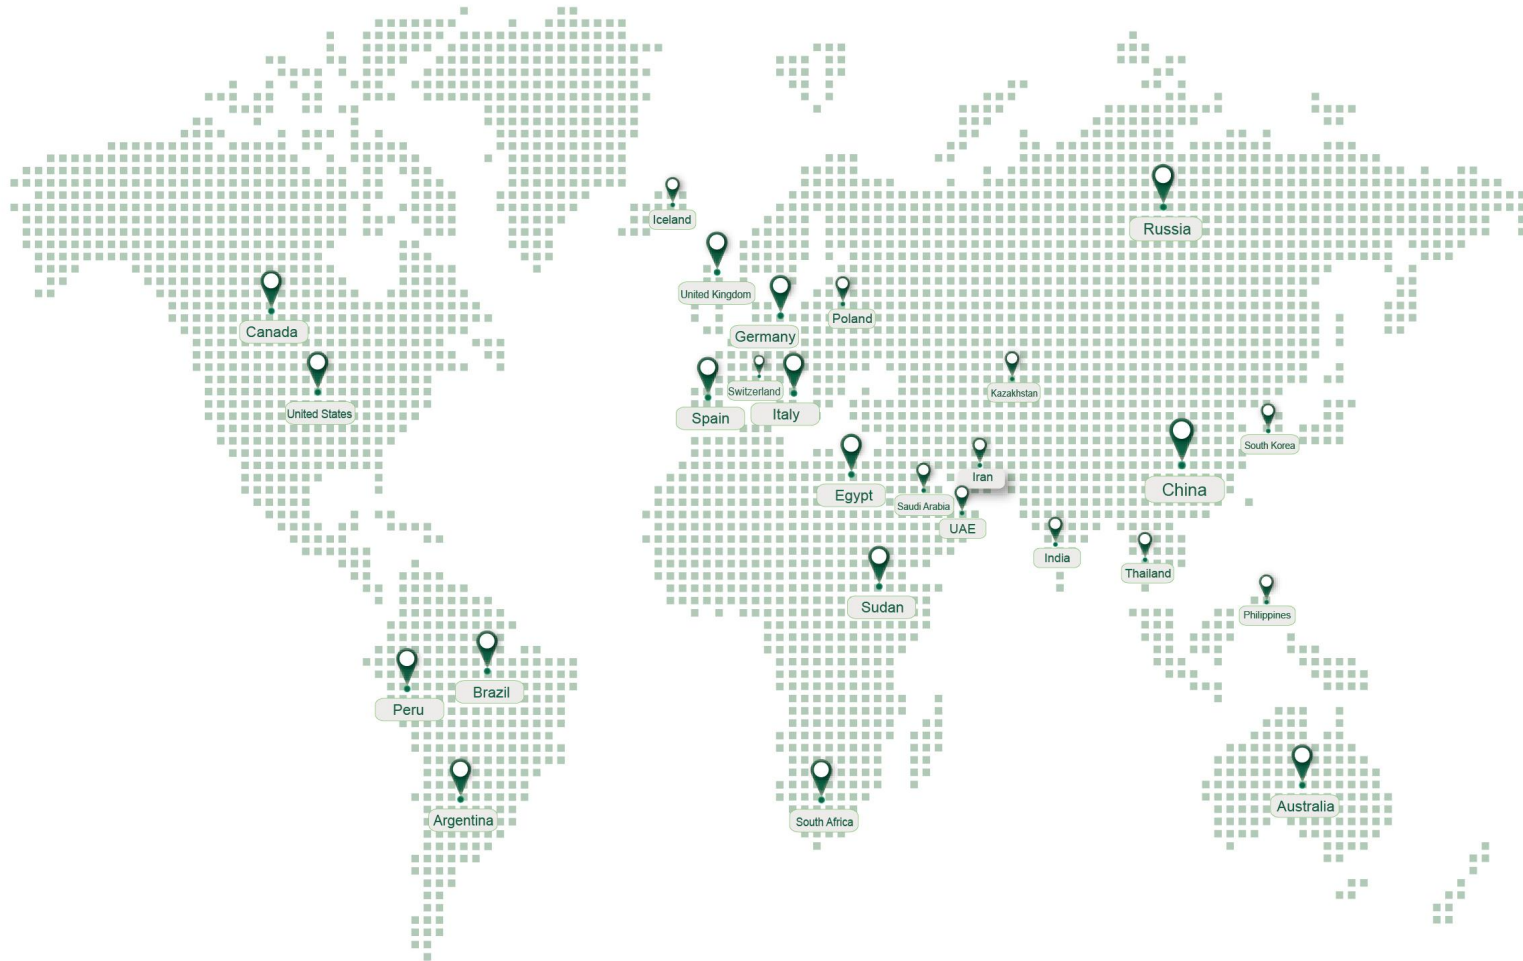 Iceland
Russia
United Kingdom
Poland
Canada
Germany
United States
Switzerland
Kazakhstan
Spain
Italy
South Korea
Iran
China
Egypt
Saudi Arabia
UAE
India
Thailand
Sudan
Philippines
Brazil
Peru
Australia
Argentina
South Africa